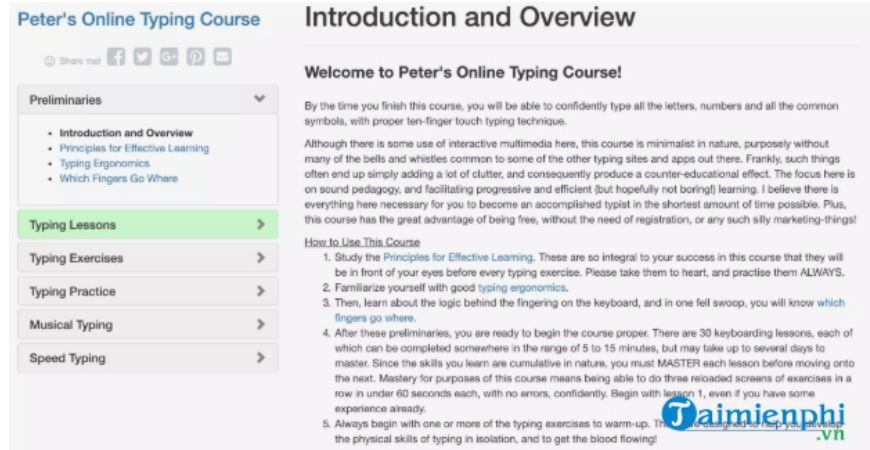 Peter's Online Typing Course
Share me!
Preliminaries
Introduction and Overview
Principles for Effective Learning
Typing Ergonomics
Which Fingers Go Where
Typing Lessons
Typing Exercises
Typing Practice
Musical Typing
Speed Typing
Introduction and Overview
Welcome to Peter's Online Typing Course!
By the time you finish this course, you will be able to confidently type all the letters, numbers and all the common
symbols, with proper ten-finger touch typing technique.
Although there is some use of interactive multimedia here, this course is minimalist in nature, purposely without
many of the bells and whistles common to some of the other typing sites and apps out there. Frankly, such things
often end up simply adding a lot of clutter, and consequently produce a counter-educational effect. The focus here is
on sound pedagogy, and facilitating progressive and efficient (but hopefully not boring!) learning. I believe there is
everything here necessary for you to become an accomplished typist in the shortest amount of time possible. Plus,
this course has the great advantage of being free, without the need of registration, or any such silly marketing-things!
How to Use This Course
1. Study the Principles for Effective Learning. These are so integral to your success in this course that they will
be in front of your eyes before every typing exercise. Please take them to heart, and practise them ALWAYS.
2. Familiarize yourself with good typing ergonomics.
3. Then, learn about the logic behind the fingering on the keyboard, and in one fell swoop, you will know which
fingers go where.
4. After these preliminaries, you are ready to begin the course proper. There are 30 keyboarding lessons, each of
which can be completed somewhere in the range of 5 to 15 minutes, but may take up to several days to
master. Since the skills you learn are cumulative in nature, you must MASTER each lesson before moving onto
the next. Mastery for purposes of this course means being able to do three reloaded screens of exercises in a
row in under 60 seconds each, with no errors, confidently. Begin with lesson 1, even if you have some
experience already.
5. Always begin with one or more of the typing exercises to warm-up. designed to help you develop
the physical skills of typing in isolation, and to get the blood flowing!
Taimienphi
.vn